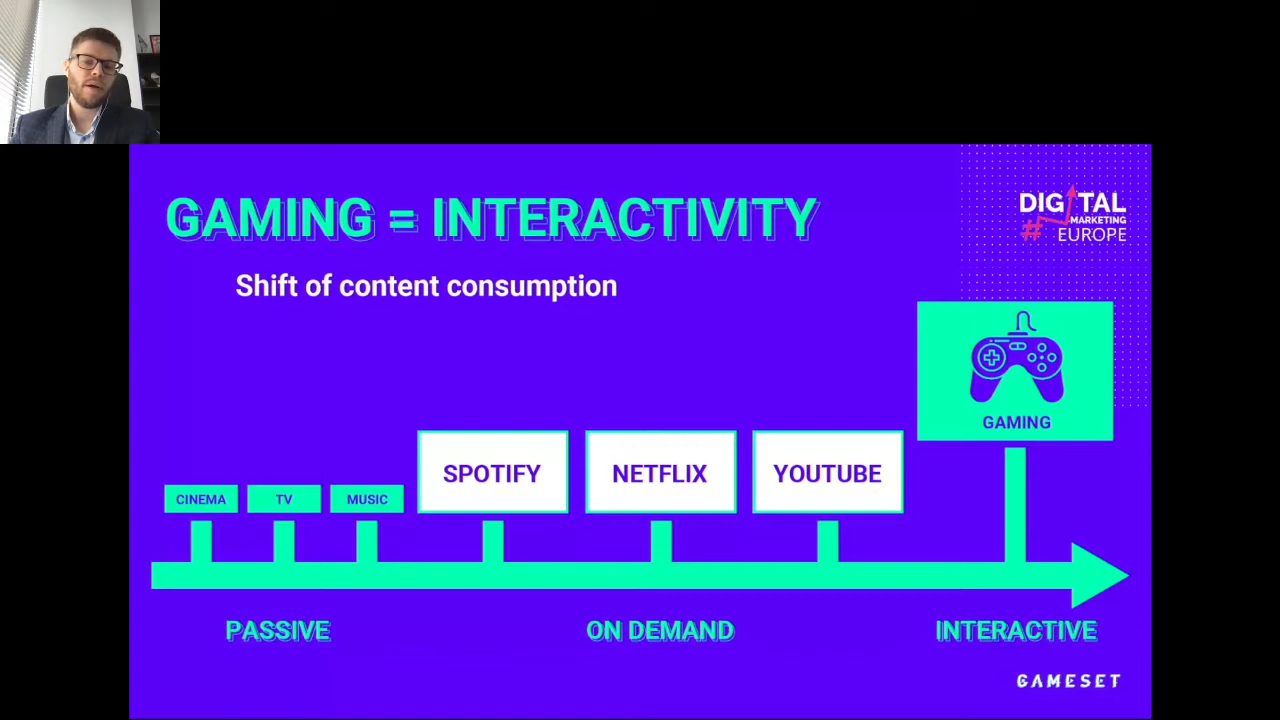 GAMING = INTERACTIVITY
DIGITAL
MARKETING
# EUROPE
Shift of content consumption
GAMING
SPOTIFY
NETFLIX
YOUTUBE
CINEMA
TV
MUSIC
PASSIVE
ON DEMAND
INTERACTIVE
GAMESET